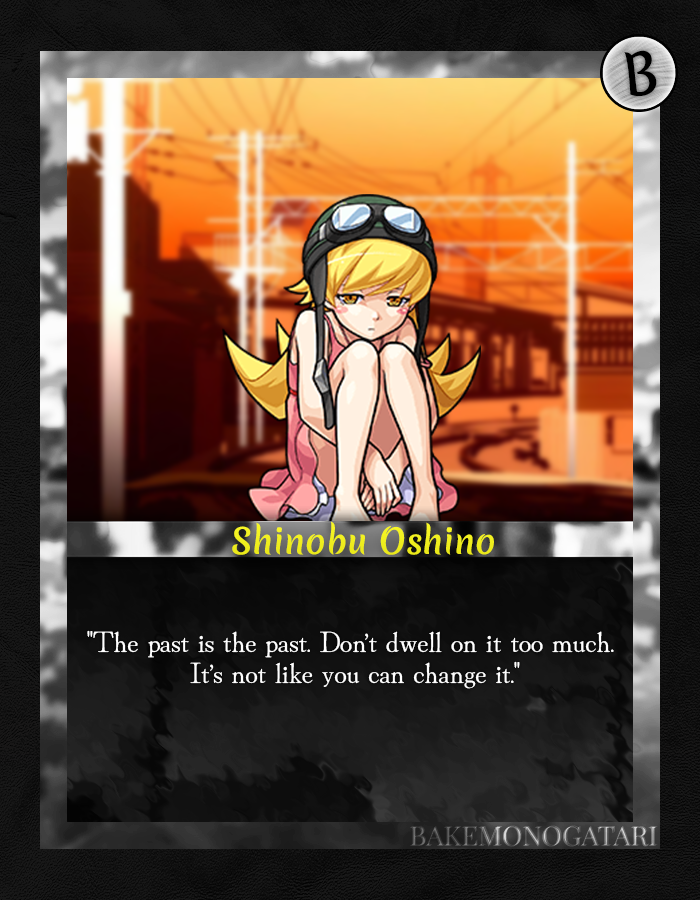 B
Shinobu Oshino
"The past is the past. Don't dwell on it too much.
It's not like you can change it."
BAKEMONOGATARI